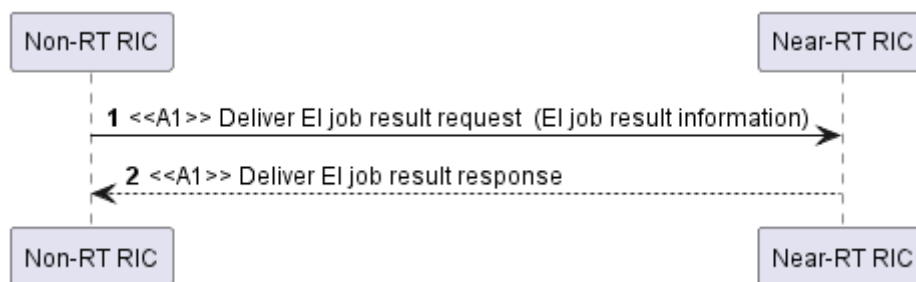 Non-RT RIC
Near-RT RIC
1 <<A1>> Deliver EI job result request (EI job result information)
2 <<A1>> Deliver EI job result response
Non-RT RIC
Near-RT RIC